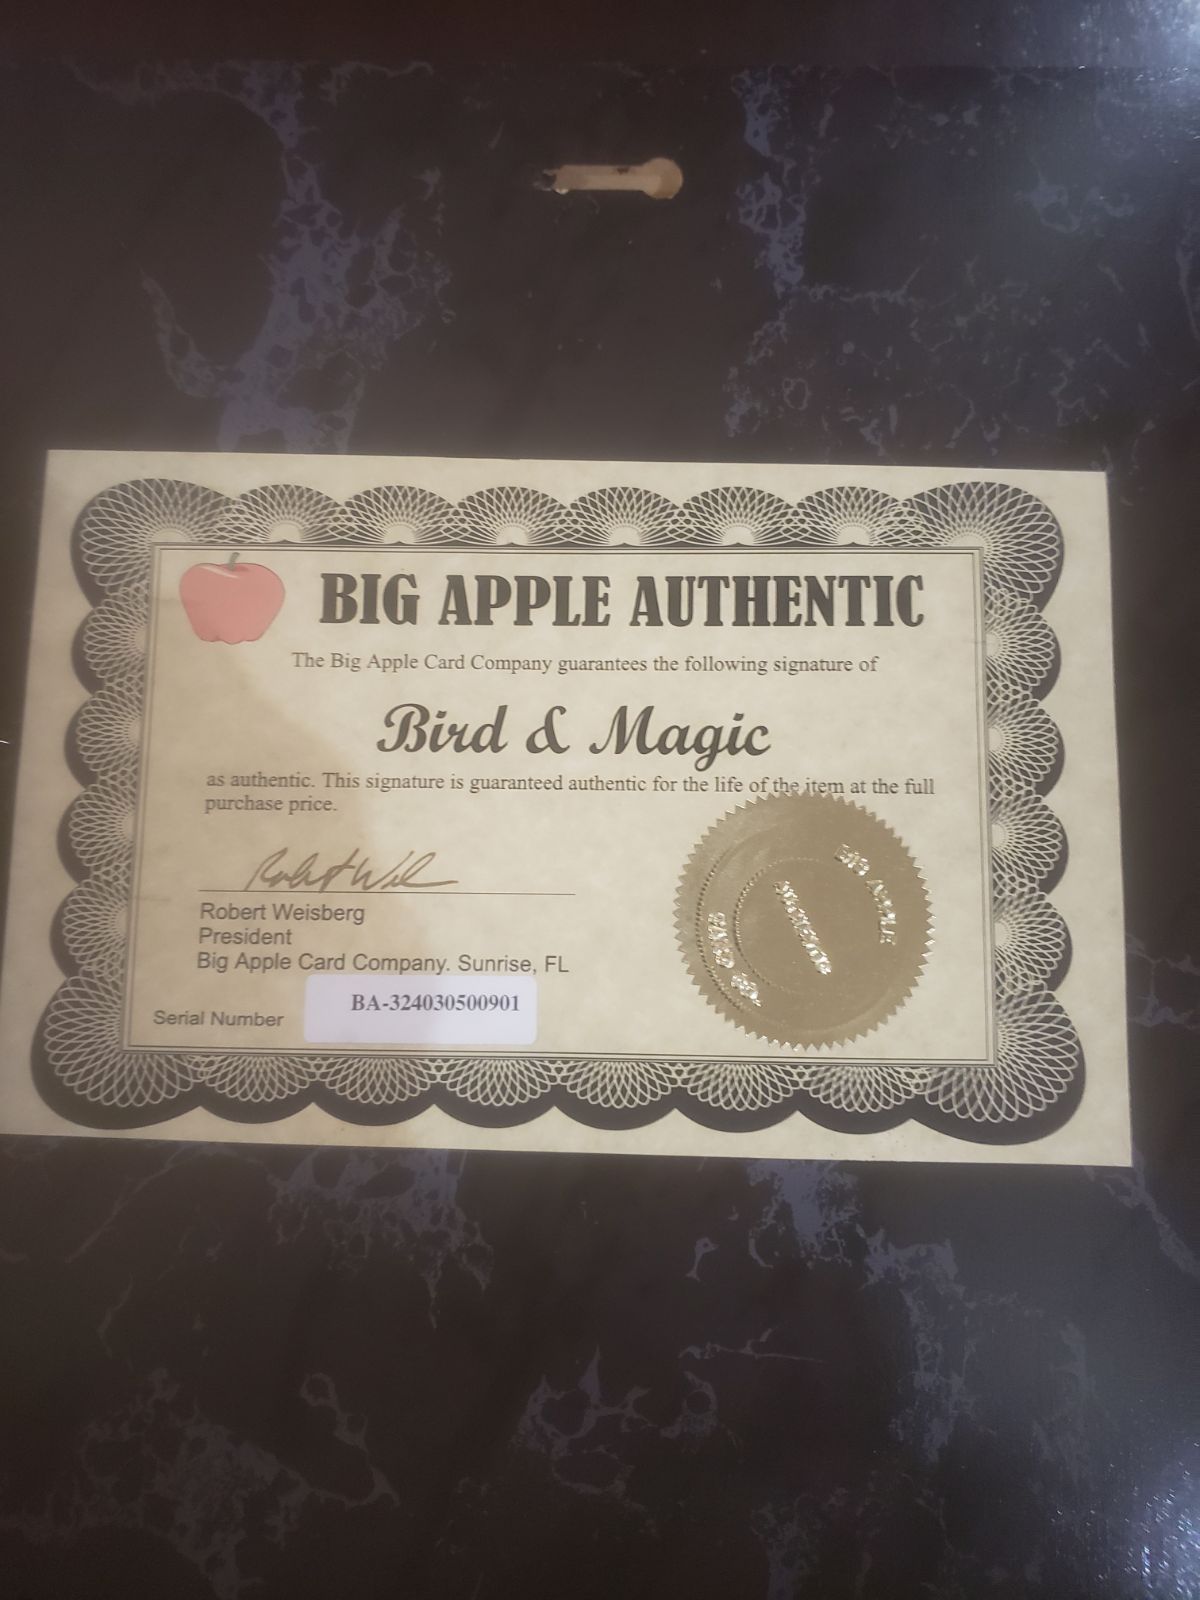 BIG APPLE AUTHENTIC
The Big Apple Card Company guarantees the following signature of
Bird & Magic
as authentic. This signature is guaranteed authentic for the life of the item at the full
purchase price.
Robert Weisberg
President
Big Apple Card Company. Sunrise, FL
Serial Number
BA-324030500901
BIG APPLE